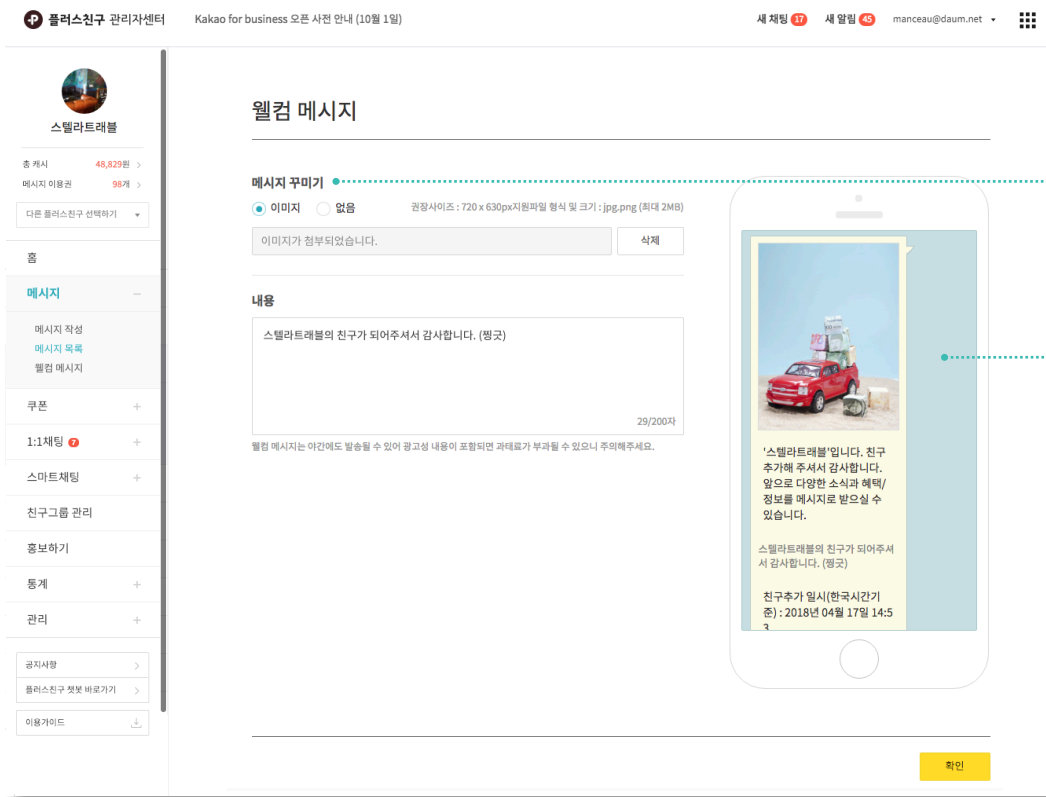 플러스친구 관리자센터
Kakao for business 오픈 사전 안내 (10월 1일)
새 채팅 17
새 알림 45
manceau@daum.net
스텔라트래블
총 캐시 48,829원
메시지 이용권 98개
다른 플러스친구 선택하기
홈
메시지
메시지 작성
메시지 목록
웰컴 메시지
쿠폰
1:1채팅 7
스마트채팅
친구그룹 관리
홍보하기
통계
관리
공지사항
플러스친구 챗봇 바로가기
이용가이드
웰컴 메시지
메시지 꾸미기
이미지 없음 권장사이즈 : 720 x 630px지원파일 형식 및 크기 : jpg.png (최대 2MB)
이미지가 첨부되었습니다. 삭제
내용
스텔라트래블의 친구가 되어주셔서 감사합니다. (찡긋)
29/200자
웰컴 메시지는 야간에도 발송될 수 있어 광고성 내용이 포함되면 과태료가 부과될 수 있으니 주의해주세요.
'스텔라트래블'입니다. 친구
추가해 주셔서 감사합니다.
앞으로 다양한 소식과 혜택/
정보를 메시지로 받으실 수
있습니다.
스텔라트래블의 친구가 되어주셔
서 감사합니다. (찡긋)
친구추가 일시(한국시간기
준) : 2018년 04월 17일 14:5
3
확인